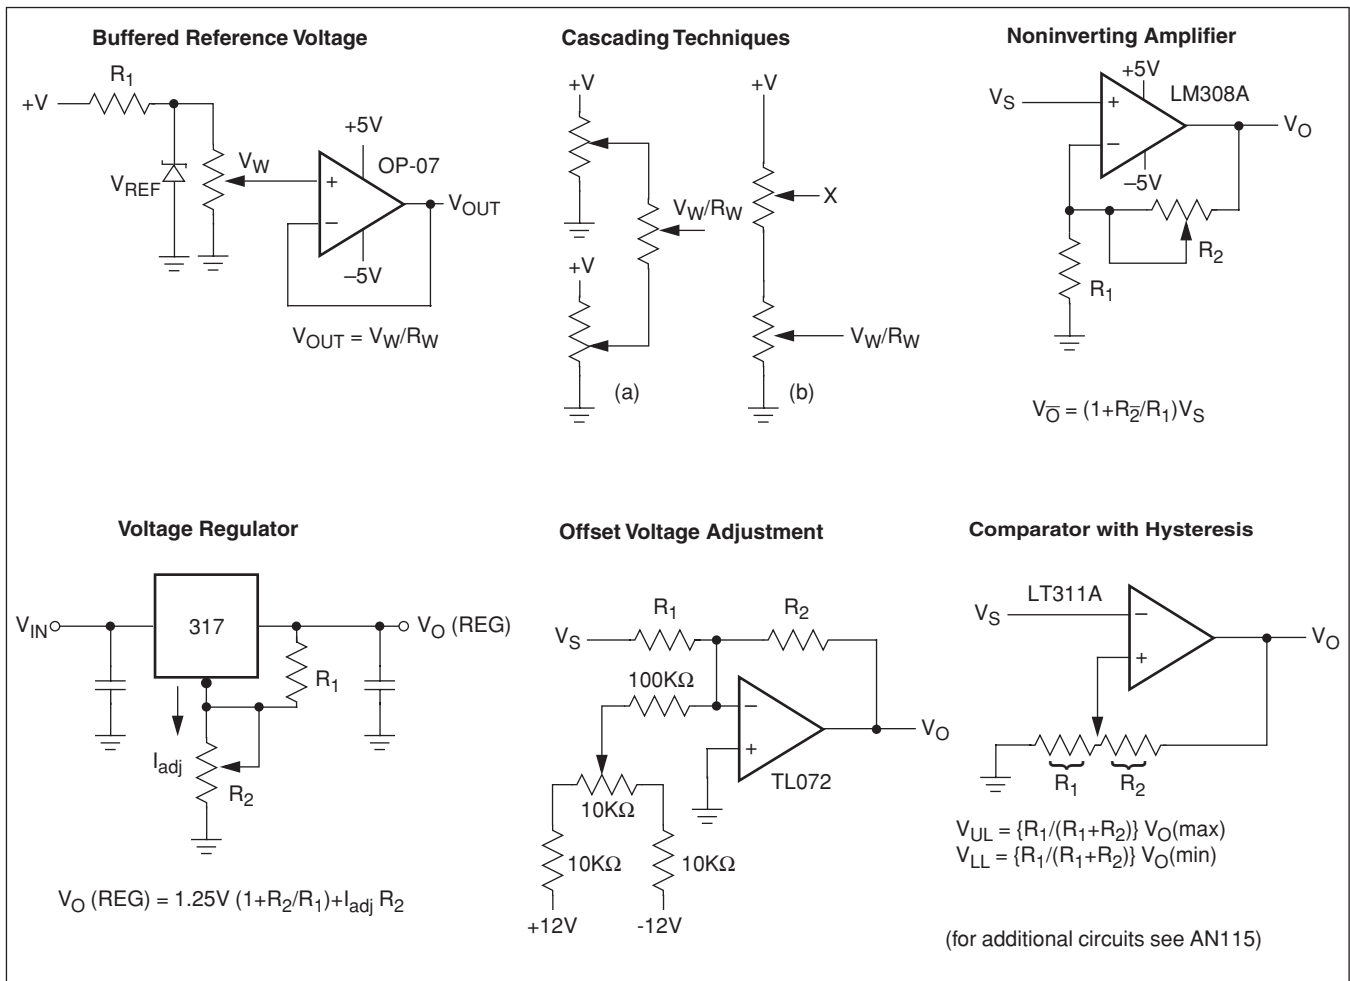 Buffered Reference Voltage
R1
+V
+5V
VW
OP-07
VREF
+
−
VOUT
–5V
VOUT = VW/RW
Cascading Techniques
+V
+V
X
VW/RW
+V
VW/RW
(a)
(b)
Noninverting Amplifier
+5V
LM308A
VS
+
VO
−
–5V
R2
R1
V_O̅ = (1+R_2̅/R1)VS
Voltage Regulator
VIN
317
VO (REG)
R1
Iadj
R2
VO (REG) = 1.25V (1+R2/R1)+Iadj R2
Offset Voltage Adjustment
R1
R2
VS
100KΩ
−
+
VO
TL072
10KΩ
10KΩ
10KΩ
+12V
-12V
Comparator with Hysteresis
LT311A
VS
−
VO
+
R1
R2
VUL = {R1/(R1+R2)} VO(max)
VLL = {R1/(R1+R2)} VO(min)
(for additional circuits see AN115)